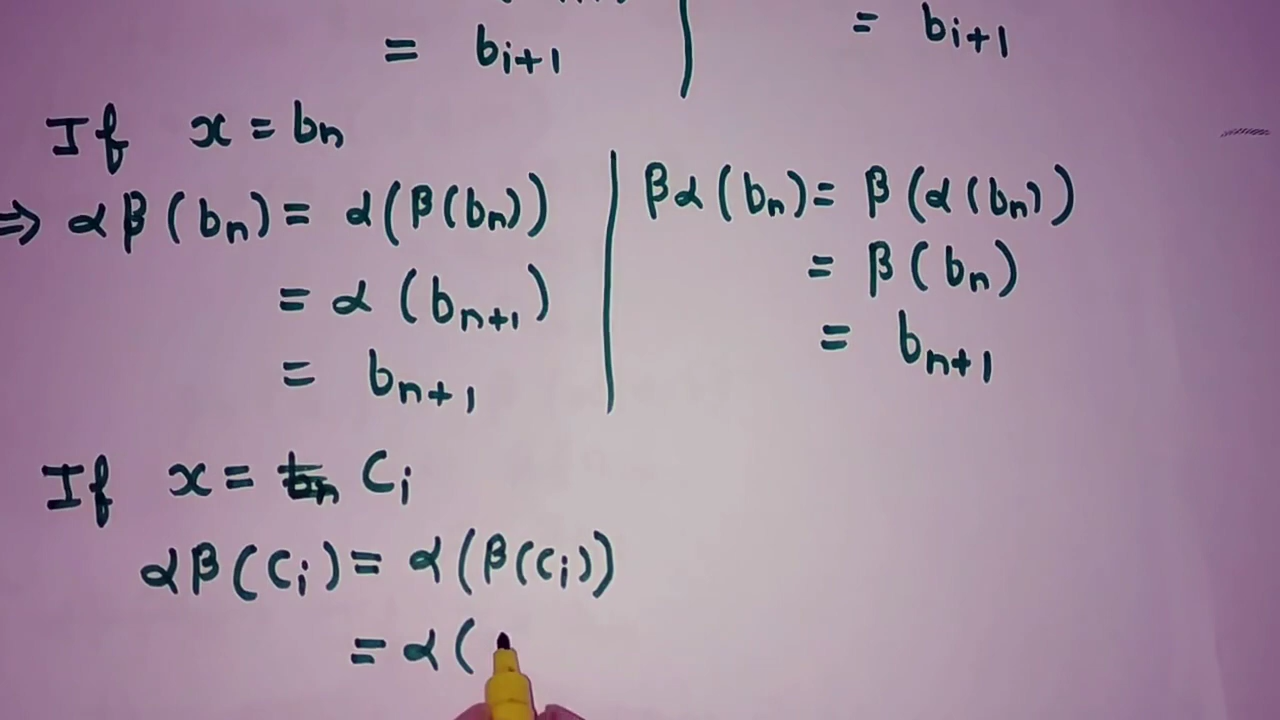 = bᵢ₊₁
= bᵢ₊₁
If x = bₙ
⇒ αβ(bₙ) = α(β(bₙ))
= α(bₙ₊₁)
= bₙ₊₁
βα(bₙ) = β(α(bₙ))
= β(bₙ)
= bₙ₊₁
If x = Cᵢ
αβ(Cᵢ) = α(β(Cᵢ))
= α(